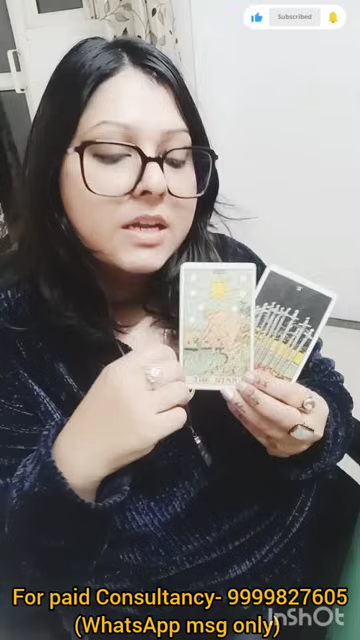 Subscribed
X
THE STAR
For paid Consultancy- 9999827605
(WhatsApp msg only)
InShOt